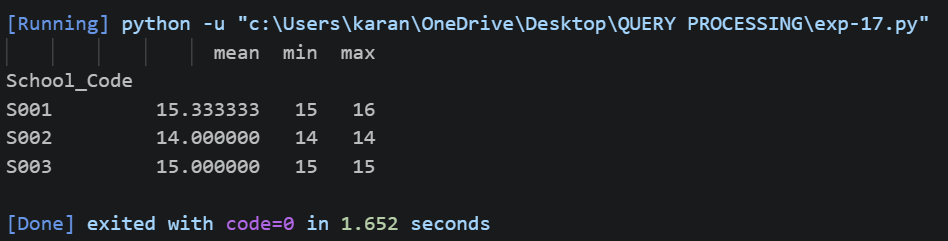 [Running] python -u "c:\Users\karan\OneDrive\Desktop\QUERY PROCESSING\exp-17.py"
                  mean  min  max
School_Code
S001         15.333333   15   16
S002         14.000000   14   14
S003         15.000000   15   15

[Done] exited with code=0 in 1.652 seconds